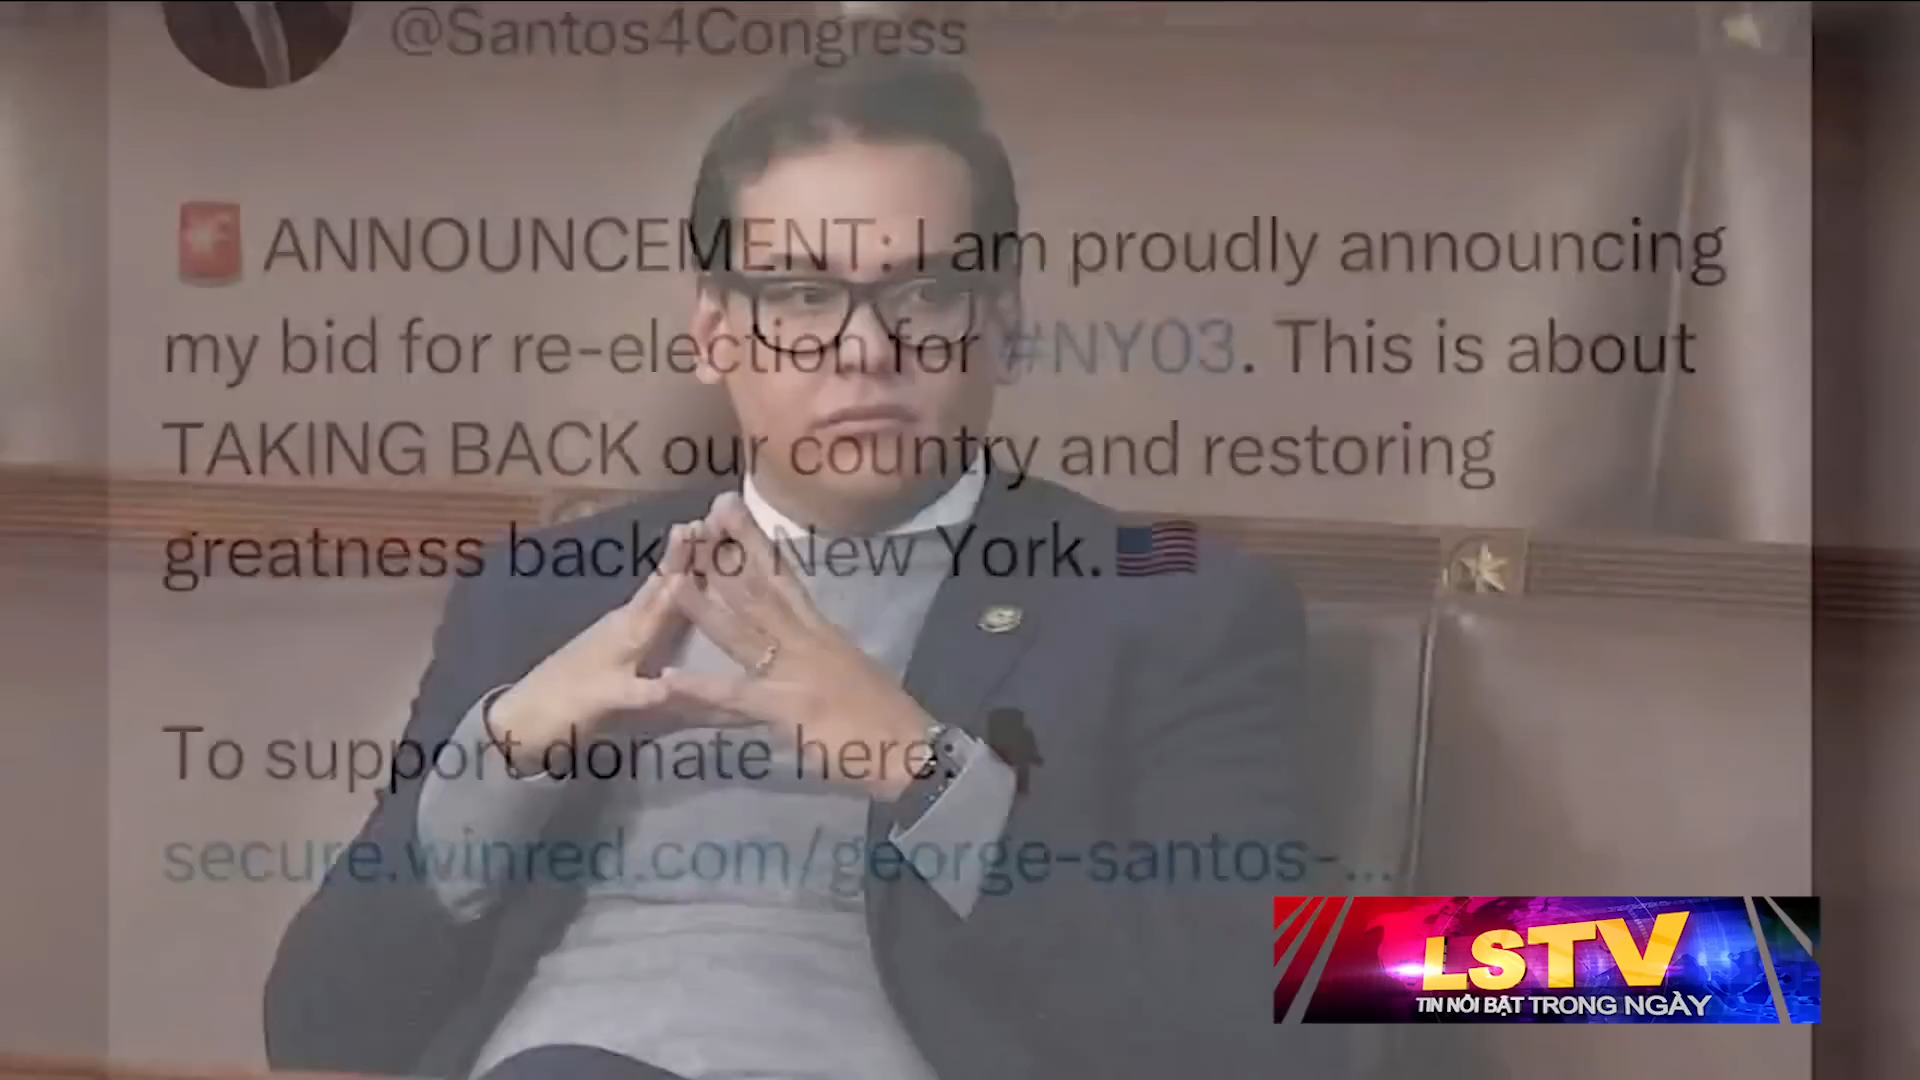 @Santos4Congress
🚨 ANNOUNCEMENT: I am proudly announcing
my bid for re-election for #NY03. This is about
TAKING BACK our country and restoring
greatness back to New York.🇺🇸
To support donate here:
secure.winred.com/george-santos-...
LSTV
TIN NỔI BẬT TRONG NGÀY